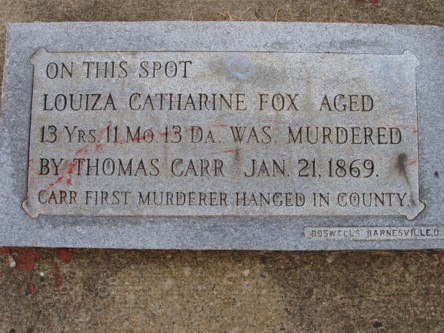 ON THIS SPOT
LOUIZA CATHARINE FOX AGED
13 YRS. 11 MO. 13 DA. WAS MURDERED
BY THOMAS CARR JAN. 21, 1869.
CARR FIRST MURDERER HANGED IN COUNTY.
BOSWELLS BARNESVILLE, O.